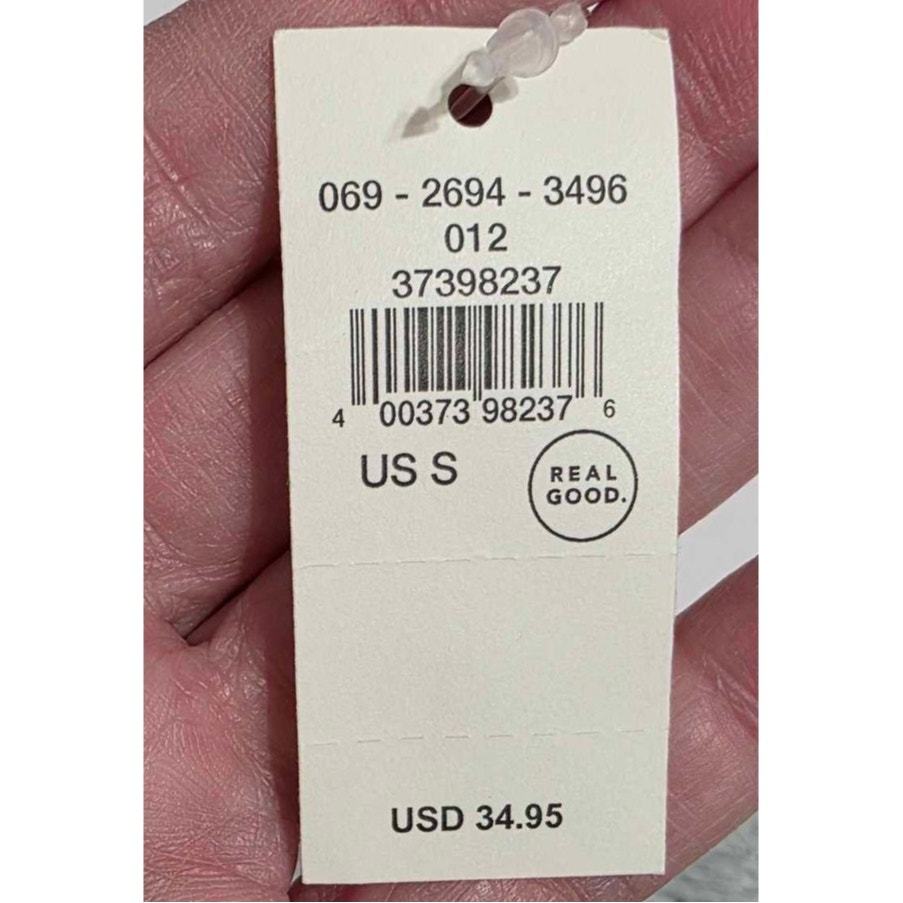 069 - 2694 - 3496
012
37398237
4 00373 98237 6
US S
REAL
GOOD.
USD 34.95